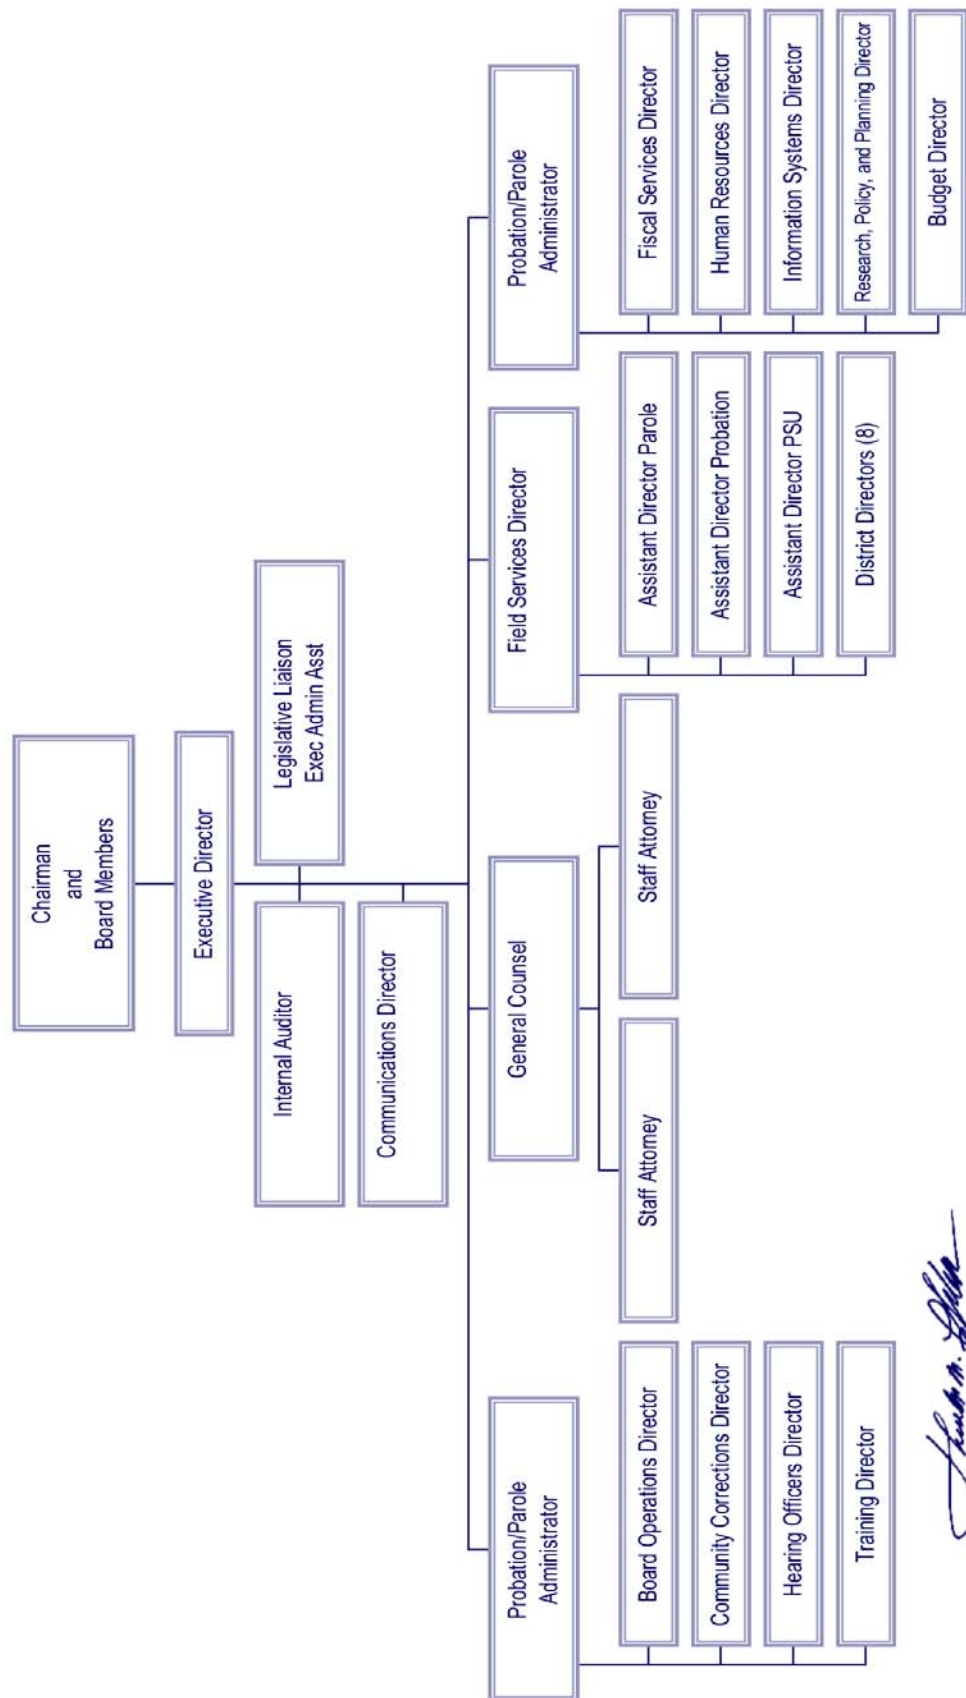 Chairman
and
Board Members
Executive Director
Internal Auditor
Legislative Liaison
Exec Admin Asst
Communications Director
Probation/Parole
Administrator
General Counsel
Field Services Director
Probation/Parole
Administrator
Board Operations Director
Community Corrections Director
Hearing Officers Director
Training Director
Staff Attorney
Staff Attorney
Assistant Director Parole
Assistant Director Probation
Assistant Director PSU
District Directors (8)
Fiscal Services Director
Human Resources Director
Information Systems Director
Research, Policy, and Planning Director
Budget Director